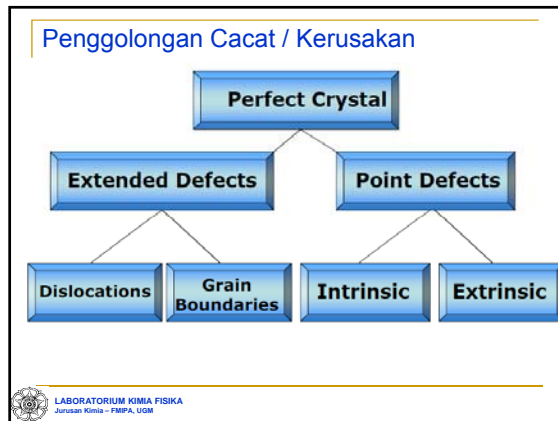 Penggolongan Cacat / Kerusakan
Perfect Crystal
Extended Defects
Point Defects
Dislocations
Grain
Boundaries
Intrinsic
Extrinsic
LABORATORIUM KIMIA FISIKA
Jurusan Kimia – FMIPA, UGM